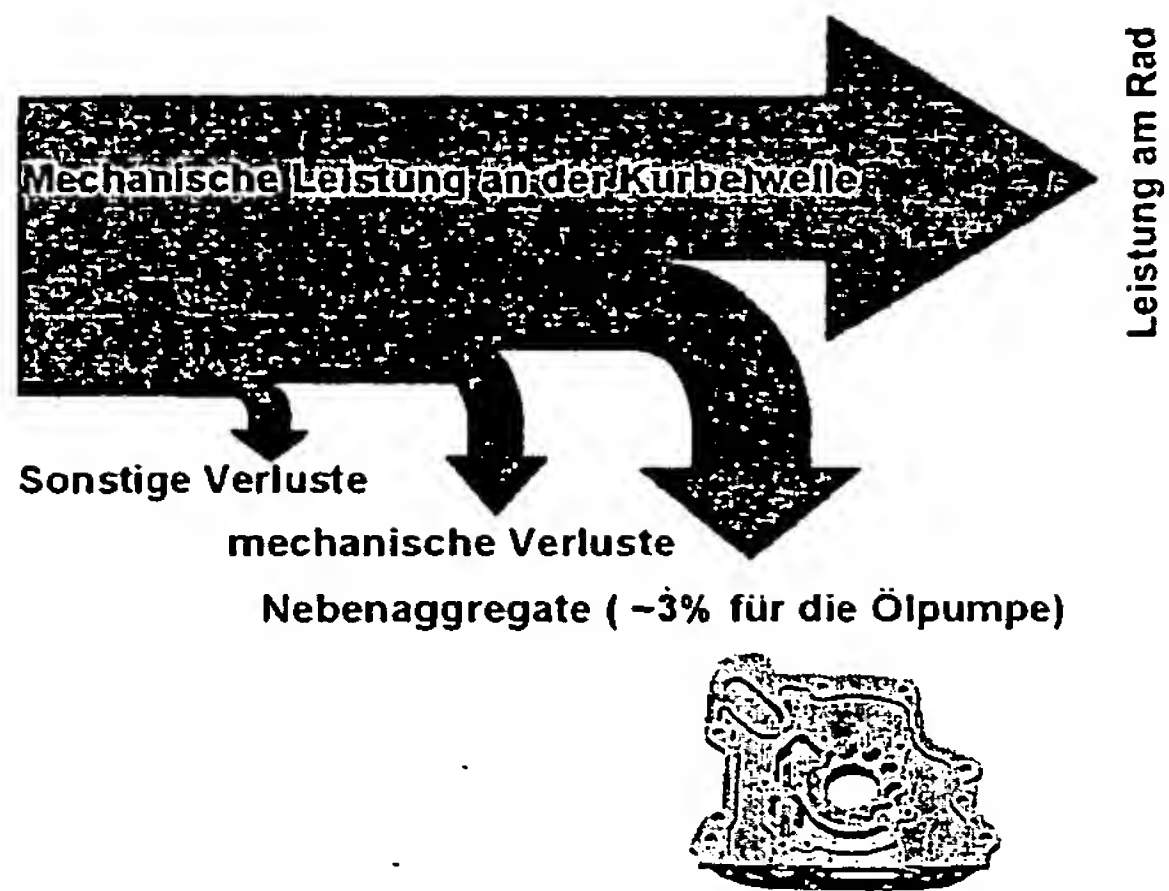 Mechanische Leistung an der Kurbelwelle
Leistung am Rad
Sonstige Verluste
mechanische Verluste
Nebenaggregate ( ~3% für die Ölpumpe)